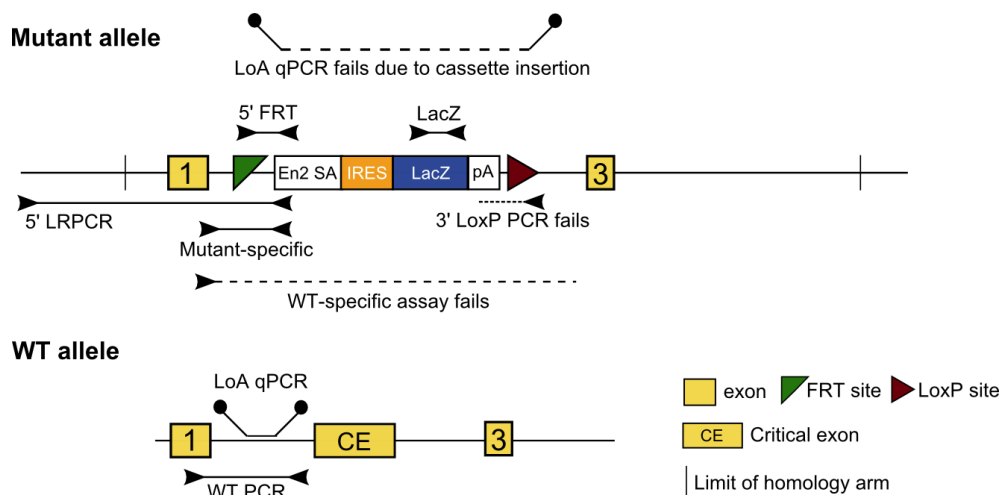 Mutant allele
LoA qPCR fails due to cassette insertion
5' FRT
LacZ
1
En2 SA
IRES
LacZ
pA
3
5' LRPCR
3' LoxP PCR fails
Mutant-specific
WT-specific assay fails
WT allele
LoA qPCR
1
CE
3
WT PCR
exon
FRT site
LoxP site
CE
Critical exon
Limit of homology arm